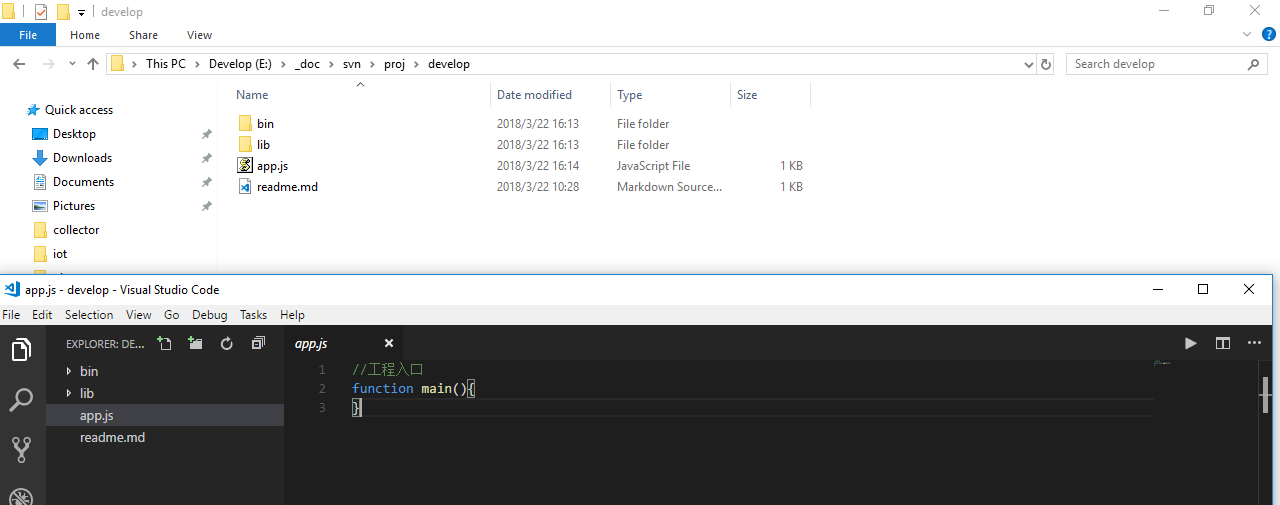 develop
File Home Share View
This PC > Develop (E:) > _doc > svn > proj > develop
Search develop
Name Date modified Type Size
Quick access
Desktop
Downloads
Documents
Pictures
collector
iot
bin 2018/3/22 16:13 File folder
lib 2018/3/22 16:13 File folder
app.js 2018/3/22 16:14 JavaScript File 1 KB
readme.md 2018/3/22 10:28 Markdown Source... 1 KB
app.js - develop - Visual Studio Code
File Edit Selection View Go Debug Tasks Help
EXPLORER: DE...
bin
lib
app.js
readme.md
app.js
1 //工程入口
2 function main(){
3 }